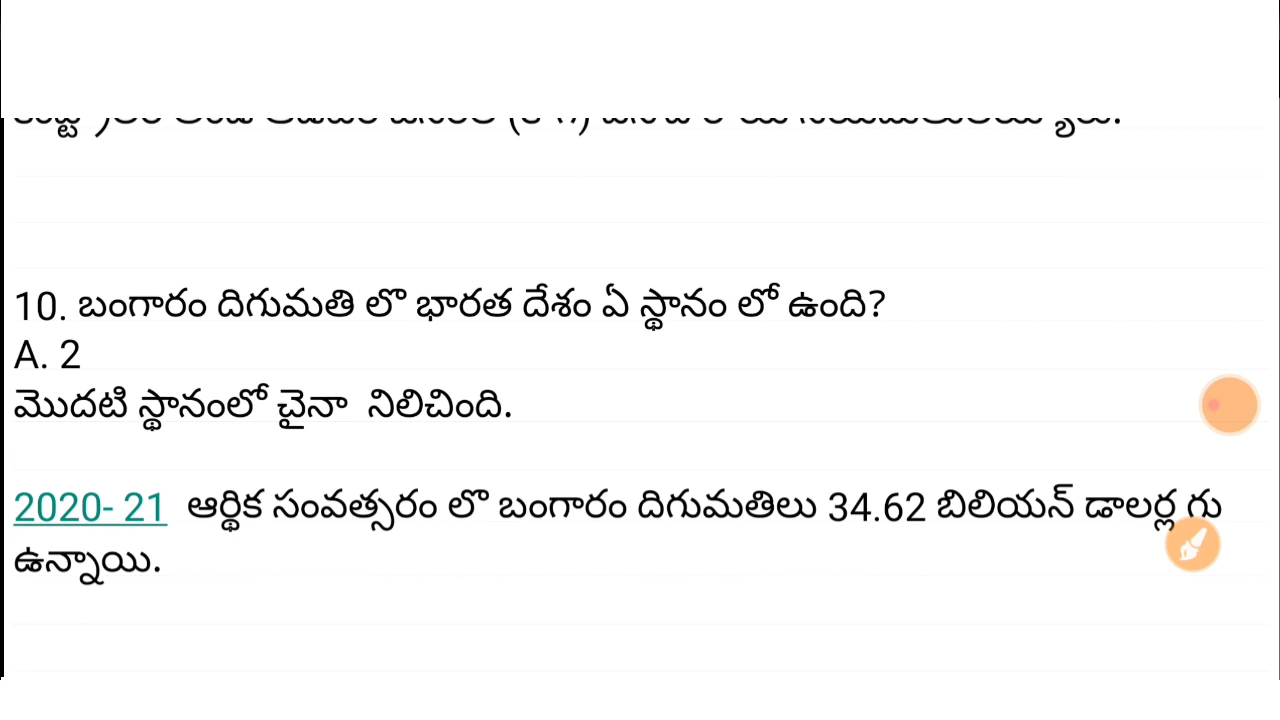 10. బంగారం దిగుమతి లొ భారత దేశం ఏ స్థానం లో ఉంది?
A. 2
మొదటి స్థానంలో చైనా నిలిచింది.
2020- 21 ఆర్థిక సంవత్సరం లొ బంగారం దిగుమతిలు 34.62 బిలియన్ డాలర్ల గు
ఉన్నాయి.